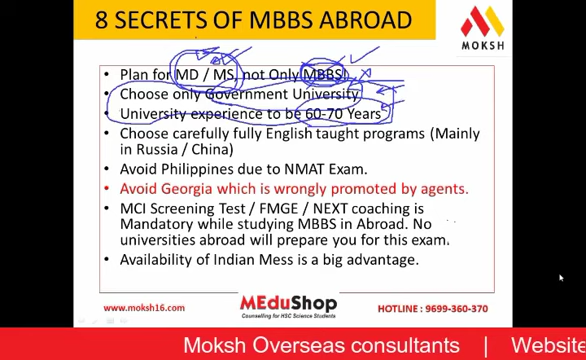 8 SECRETS OF MBBS ABROAD
MOKSH
• Plan for MD / MS, not Only MBBS.
• Choose only Government University
• University experience to be 60-70 Years
• Choose carefully fully English taught programs (Mainly
in Russia / China)
• Avoid Philippines due to NMAT Exam.
• Avoid Georgia which is wrongly promoted by agents.
• MCI Screening Test / FMGE / NEXT coaching is
Mandatory while studying MBBS in Abroad. No
universities abroad will prepare you for this exam.
• Availability of Indian Mess is a big advantage.
www.moksh16.com
MEduShop
Counselling for HSC Science Students
HOTLINE : 9699-360-370
Moksh Overseas consultants | Website